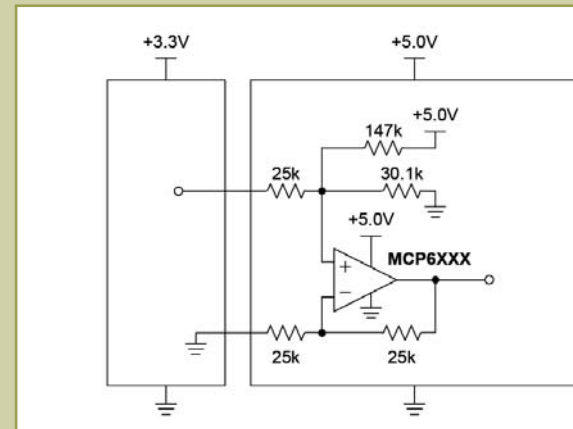 +3.3V
+5.0V
+5.0V
147k
25k
30.1k
+5.0V
MCP6XXX
+
−
25k
25k